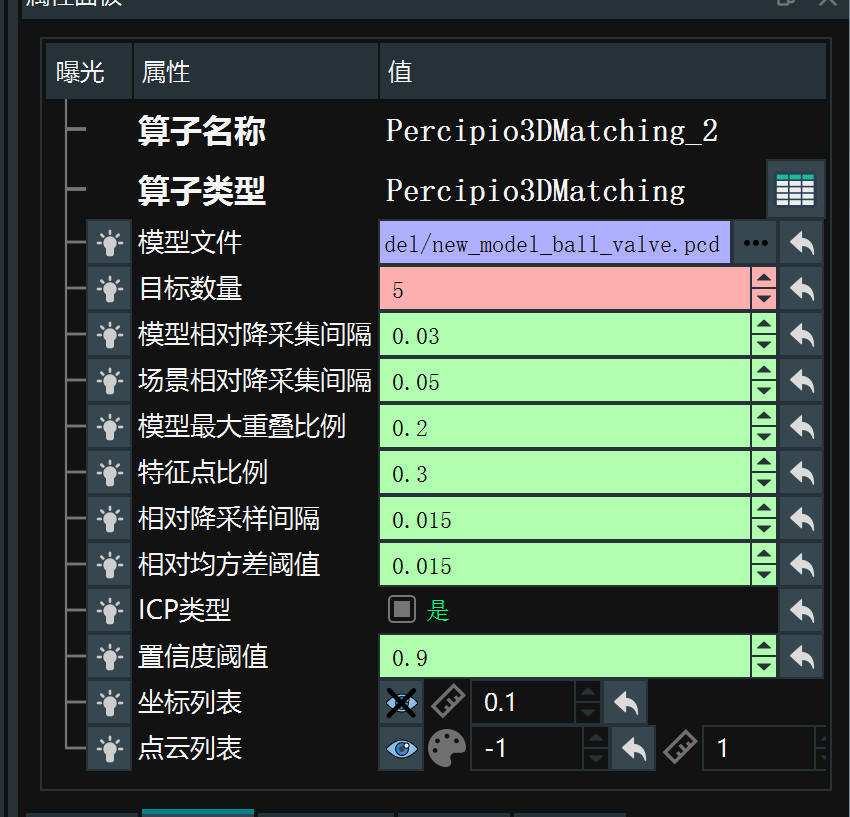 属性面板
曝光 属性 值
算子名称 Percipio3DMatching_2
算子类型 Percipio3DMatching
模型文件 del/new_model_ball_valve.pcd
目标数量 5
模型相对降采集间隔 0.03
场景相对降采集间隔 0.05
模型最大重叠比例 0.2
特征点比例 0.3
相对降采样间隔 0.015
相对均方差阈值 0.015
ICP类型 是
置信度阈值 0.9
坐标列表 0.1
点云列表 -1 1